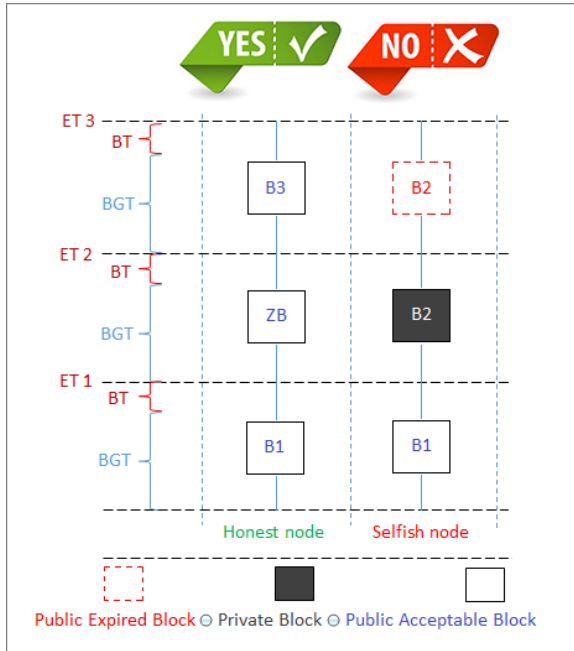 YES NO
ET 3
BT
B3 B2
BGT
ET 2
BT
ZB B2
BGT
ET 1
BT
B1 B1
BGT
Honest node Selfish node
Public Expired Block Private Block Public Acceptable Block